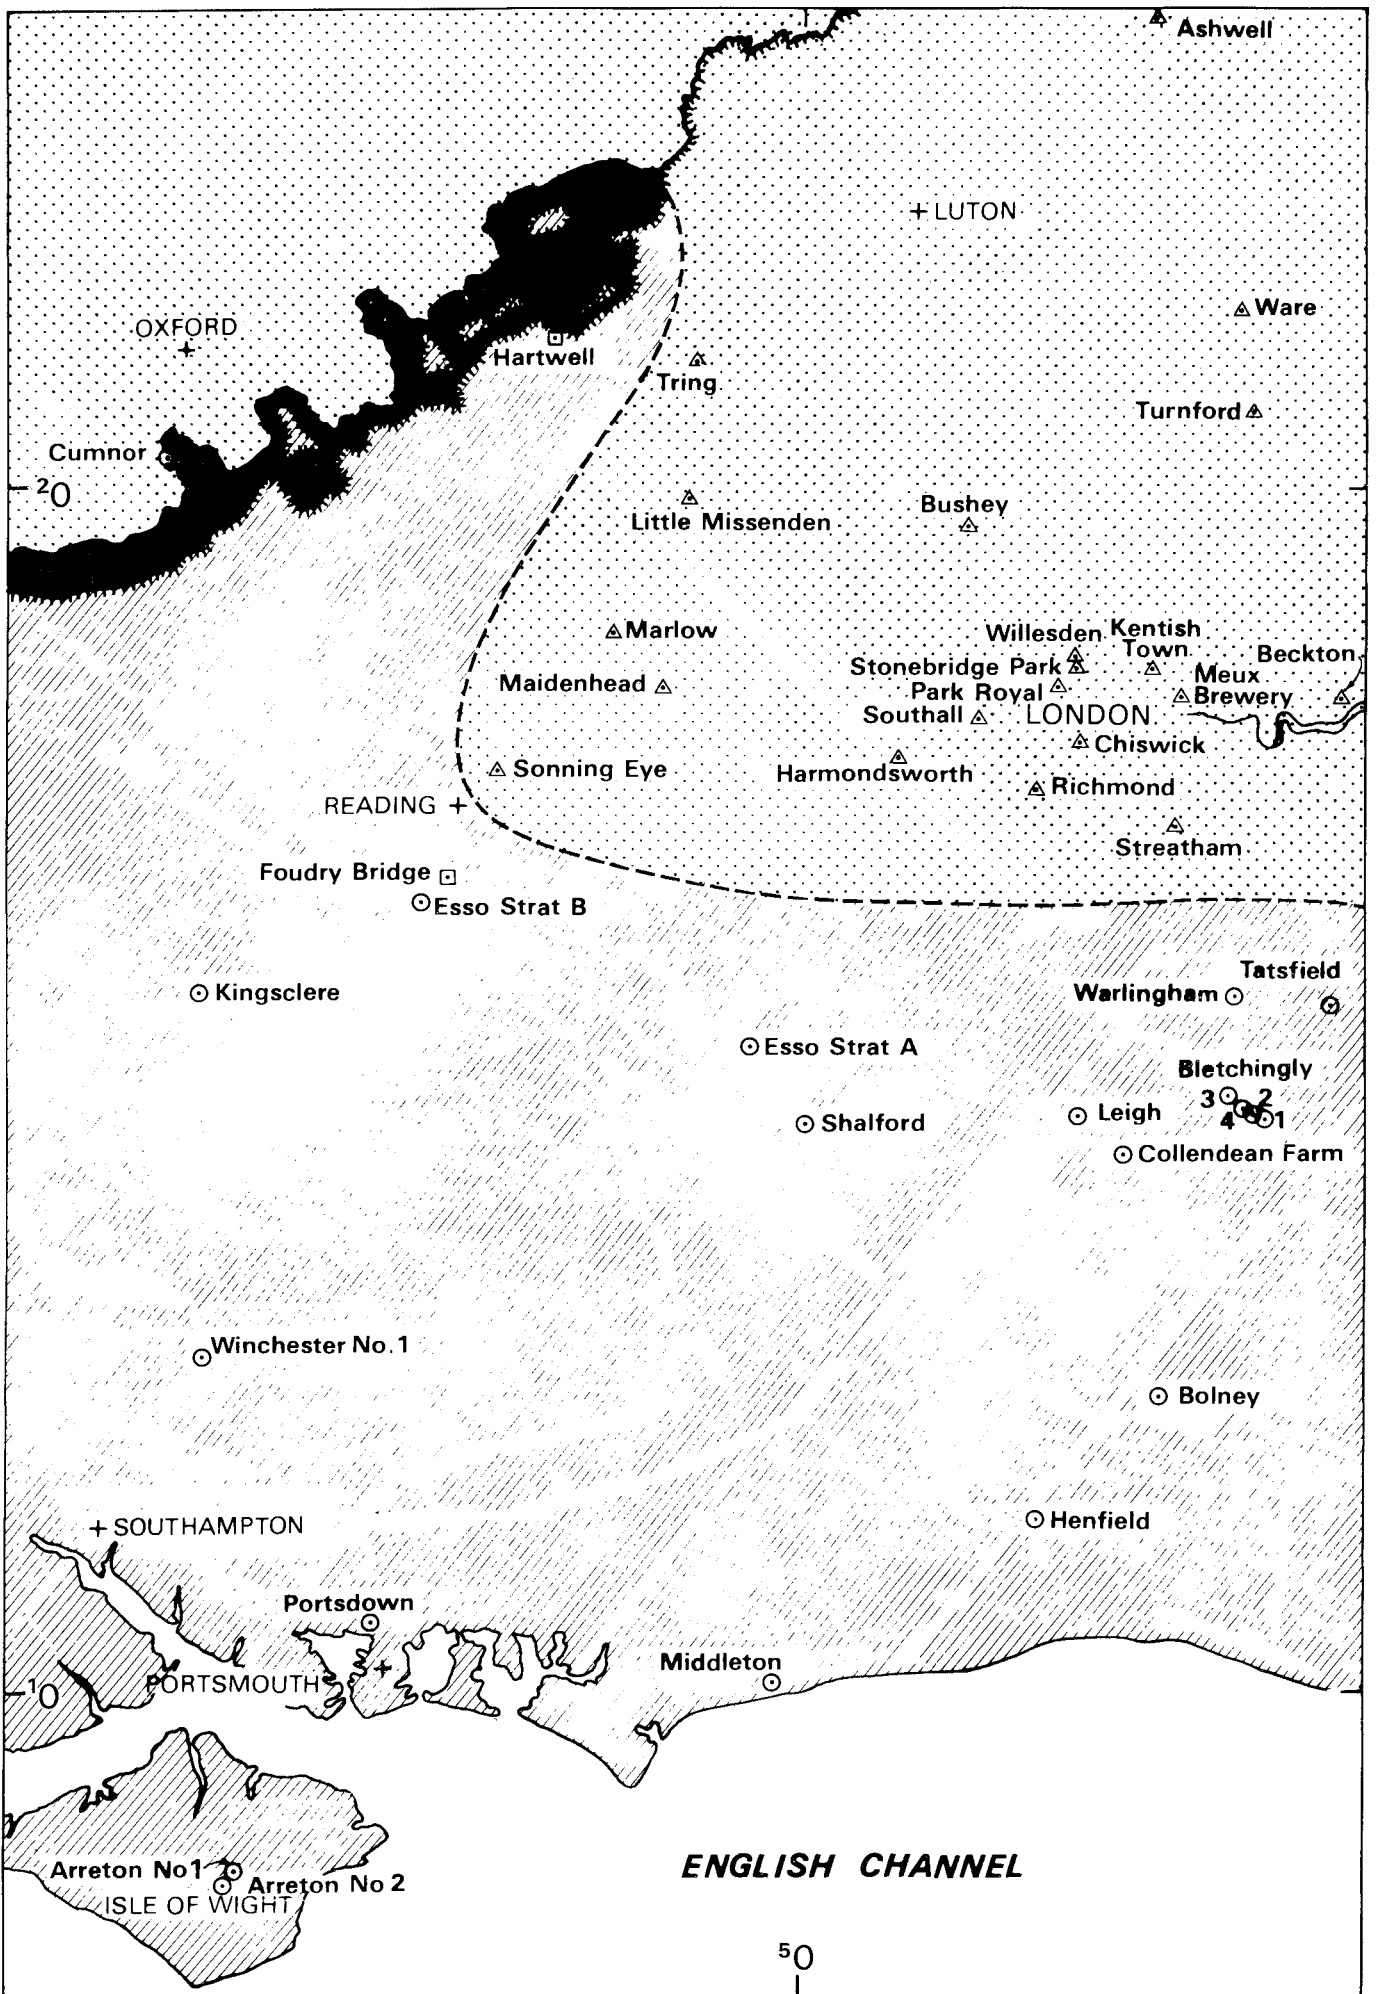 Ashwell
LUTON
Ware
OXFORD
Hartwell
Tring
Turnford
Cumnor
20
Little Missenden
Bushey
Marlow
Willesden
Kentish
Town
Beckton
Stonebridge Park
Maidenhead
Meux
Brewery
Park Royal
Southall
LONDON
Chiswick
Sonning Eye
Harmondsworth
Richmond
READING
Streatham
Foudry Bridge
Esso Strat B
Tatsfield
Kingsclere
Warlingham
Esso Strat A
Bletchingly
3
2
Leigh
4
1
Shalford
Collendean Farm
Winchester No.1
Bolney
SOUTHAMPTON
Henfield
Portsdown
Middleton
PORTSMOUTH
10
ENGLISH CHANNEL
Arreton No1
Arreton No2
ISLE OF WIGHT
50